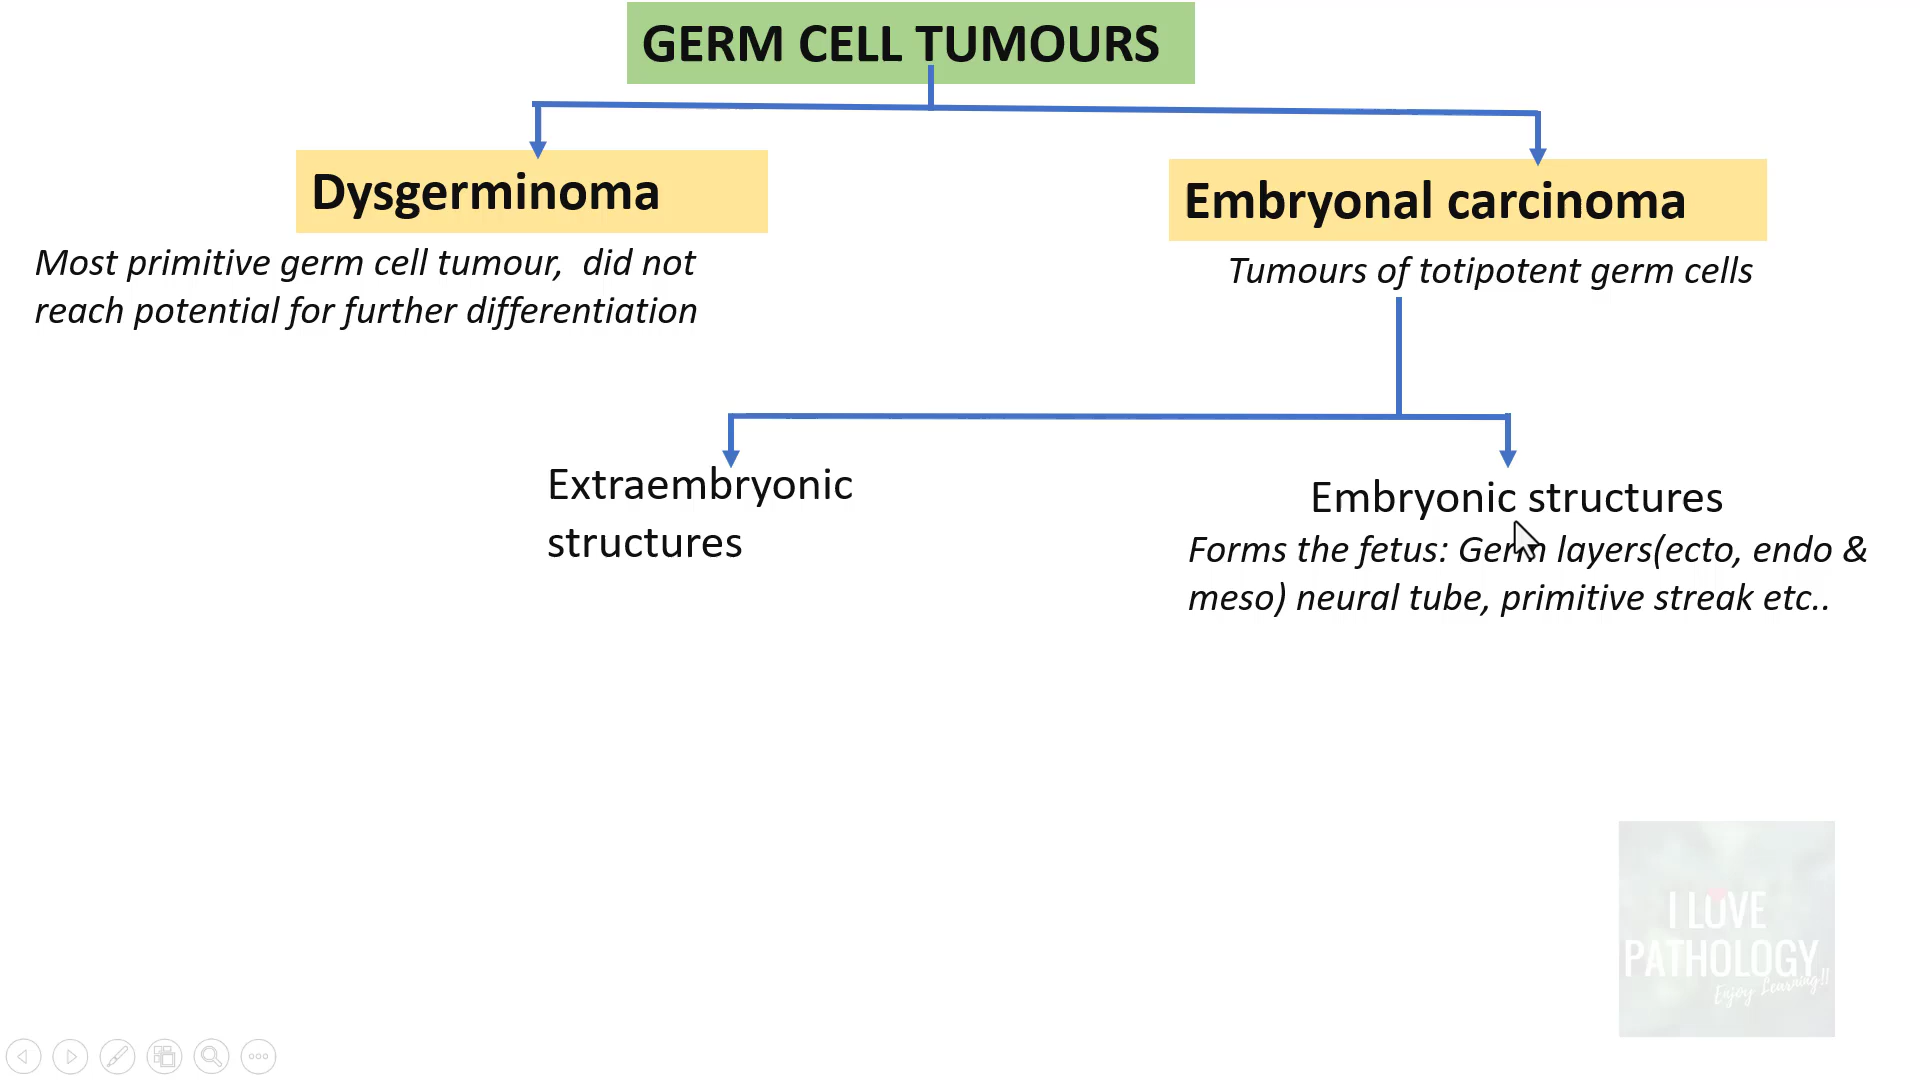 GERM CELL TUMOURS
Dysgerminoma
Most primitive germ cell tumour,  did not
reach potential for further differentiation
Embryonal carcinoma
Tumours of totipotent germ cells
Extraembryonic
structures
Embryonic structures
Forms the fetus: Germ layers(ecto, endo &
meso) neural tube, primitive streak etc..
I LOVE
PATHOLOGY
Enjoy Learning!!